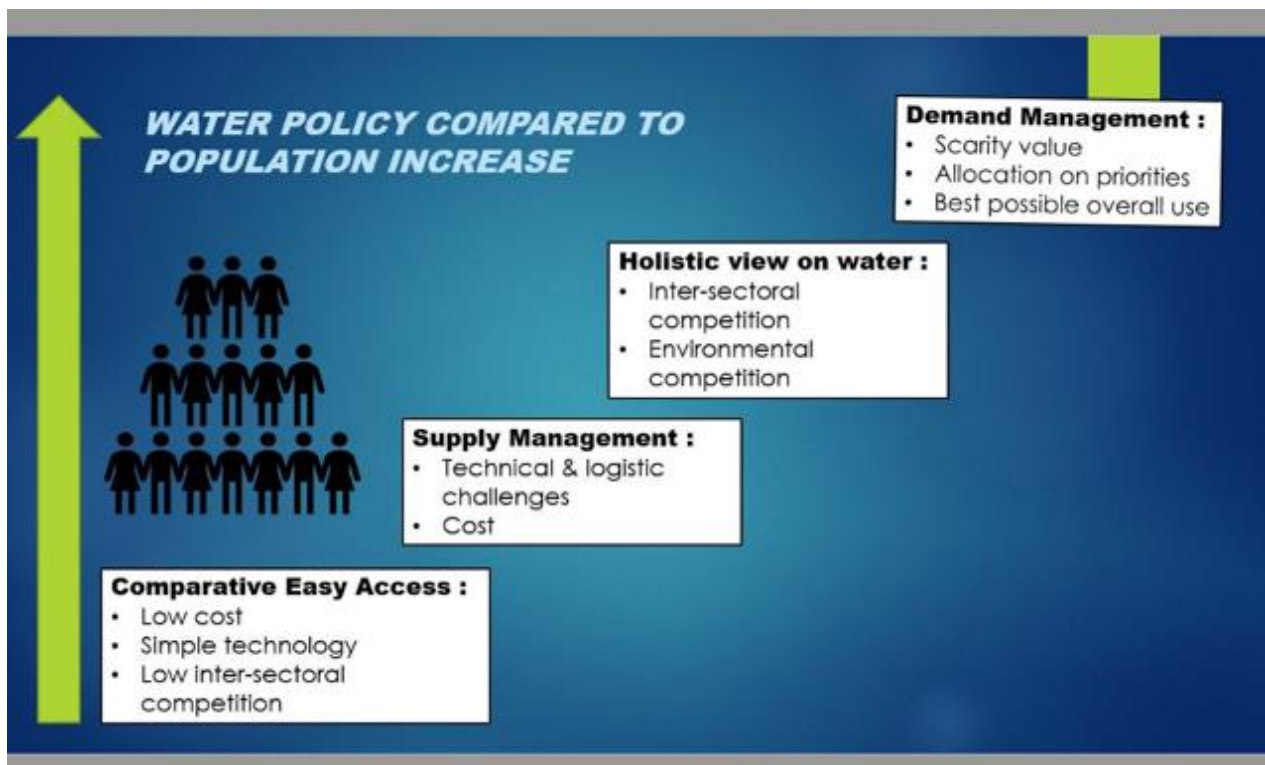 WATER POLICY COMPARED TO
POPULATION INCREASE
Demand Management :
• Scarity value
• Allocation on priorities
• Best possible overall use
Holistic view on water :
• Inter-sectoral
competition
• Environmental
competition
Supply Management :
• Technical & logistic
challenges
• Cost
Comparative Easy Access :
• Low cost
• Simple technology
• Low inter-sectoral
competition